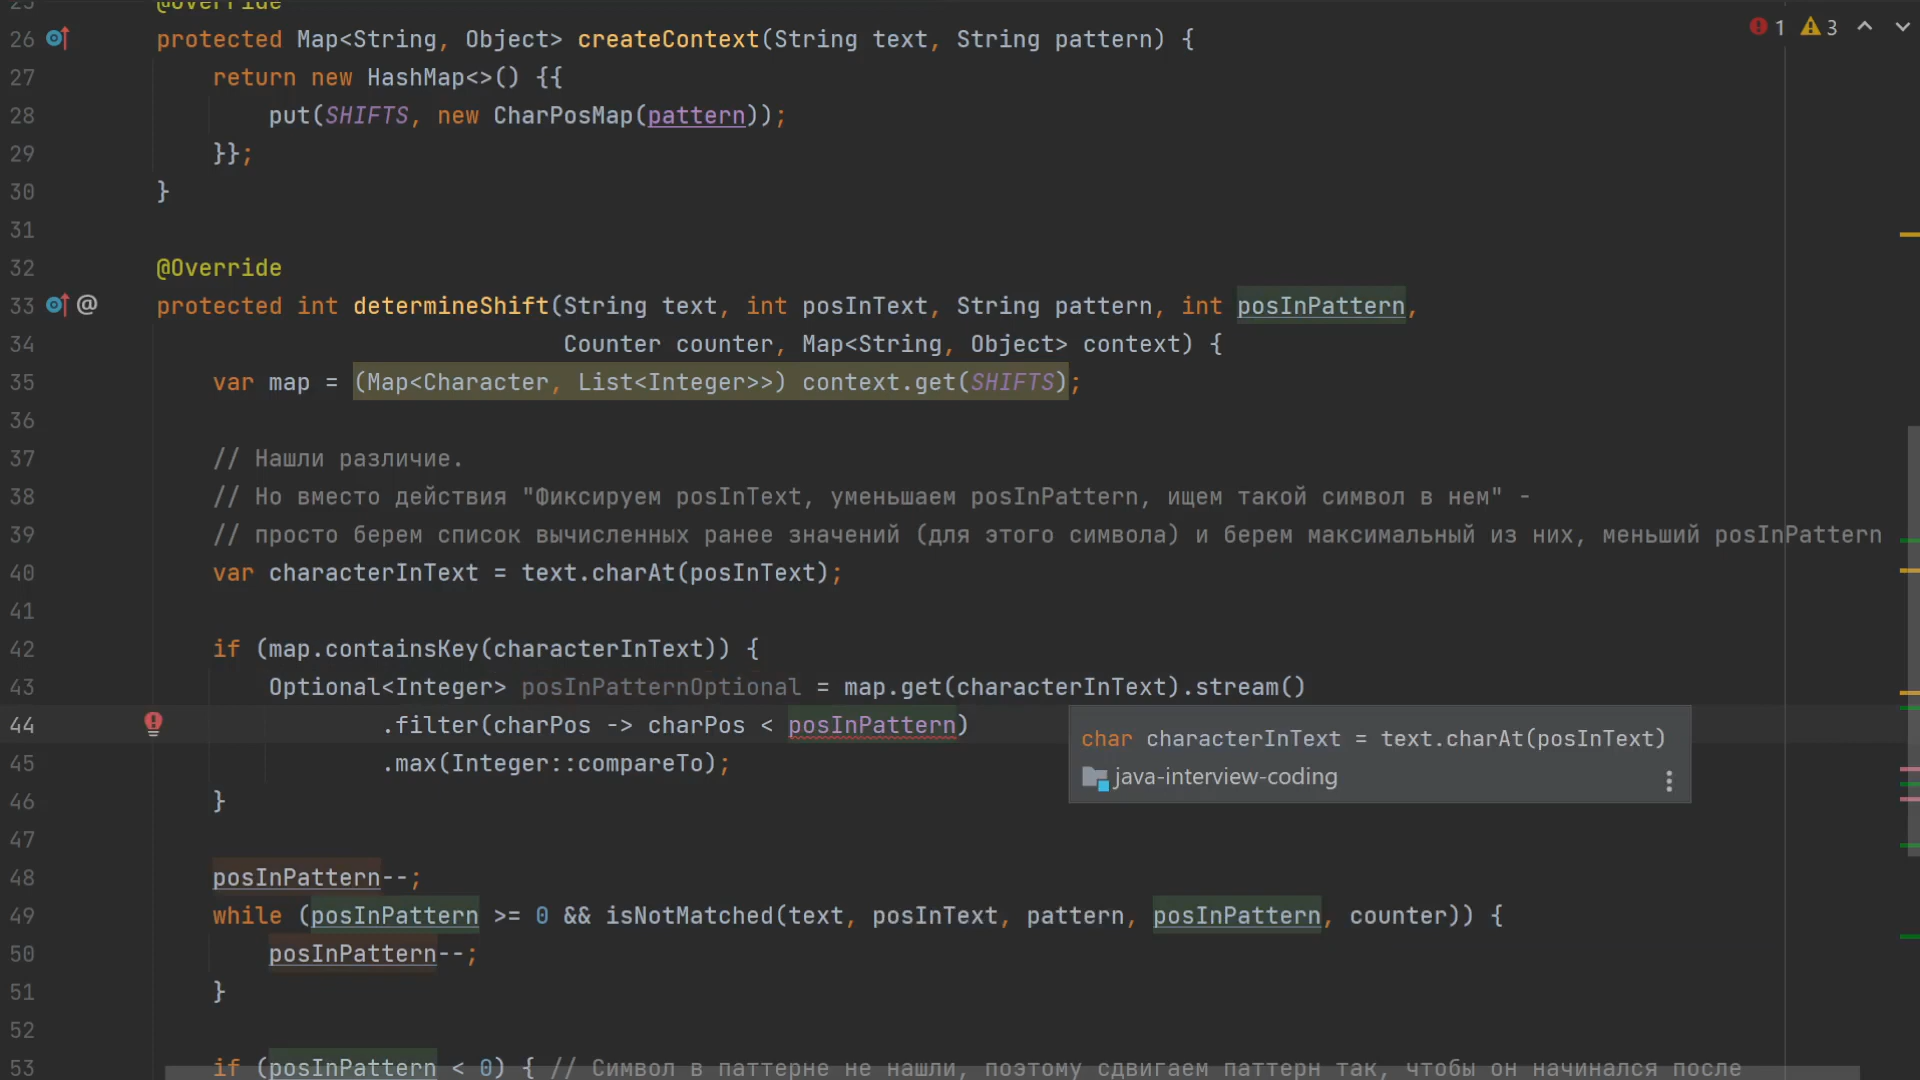 25 @Override
26 protected Map<String, Object> createContext(String text, String pattern) {
1 3
27 return new HashMap<>() {{
28 put(SHIFTS, new CharPosMap(pattern));
29 }};
30 }
31
32 @Override
33 @ protected int determineShift(String text, int posInText, String pattern, int posInPattern,
34 Counter counter, Map<String, Object> context) {
35 var map = (Map<Character, List<Integer>>) context.get(SHIFTS);
36
37 // Нашли различие.
38 // Но вместо действия "Фиксируем posInText, уменьшаем posInPattern, ищем такой символ в нем" -
39 // просто берем список вычисленных ранее значений (для этого символа) и берем максимальный из них, меньший posInPattern
40 var characterInText = text.charAt(posInText);
41
42 if (map.containsKey(characterInText)) {
43 Optional<Integer> posInPatternOptional = map.get(characterInText).stream()
44 .filter(charPos -> charPos < posInPattern)
char characterInText = text.charAt(posInText)
45 .max(Integer::compareTo);
java-interview-coding
46 }
47
48 posInPattern--;
49 while (posInPattern >= 0 && isNotMatched(text, posInText, pattern, posInPattern, counter)) {
50 posInPattern--;
51 }
52
53 if (posInPattern < 0) { // Символ в паттерне не нашли, поэтому сдвигаем паттерн так, чтобы он начинался после